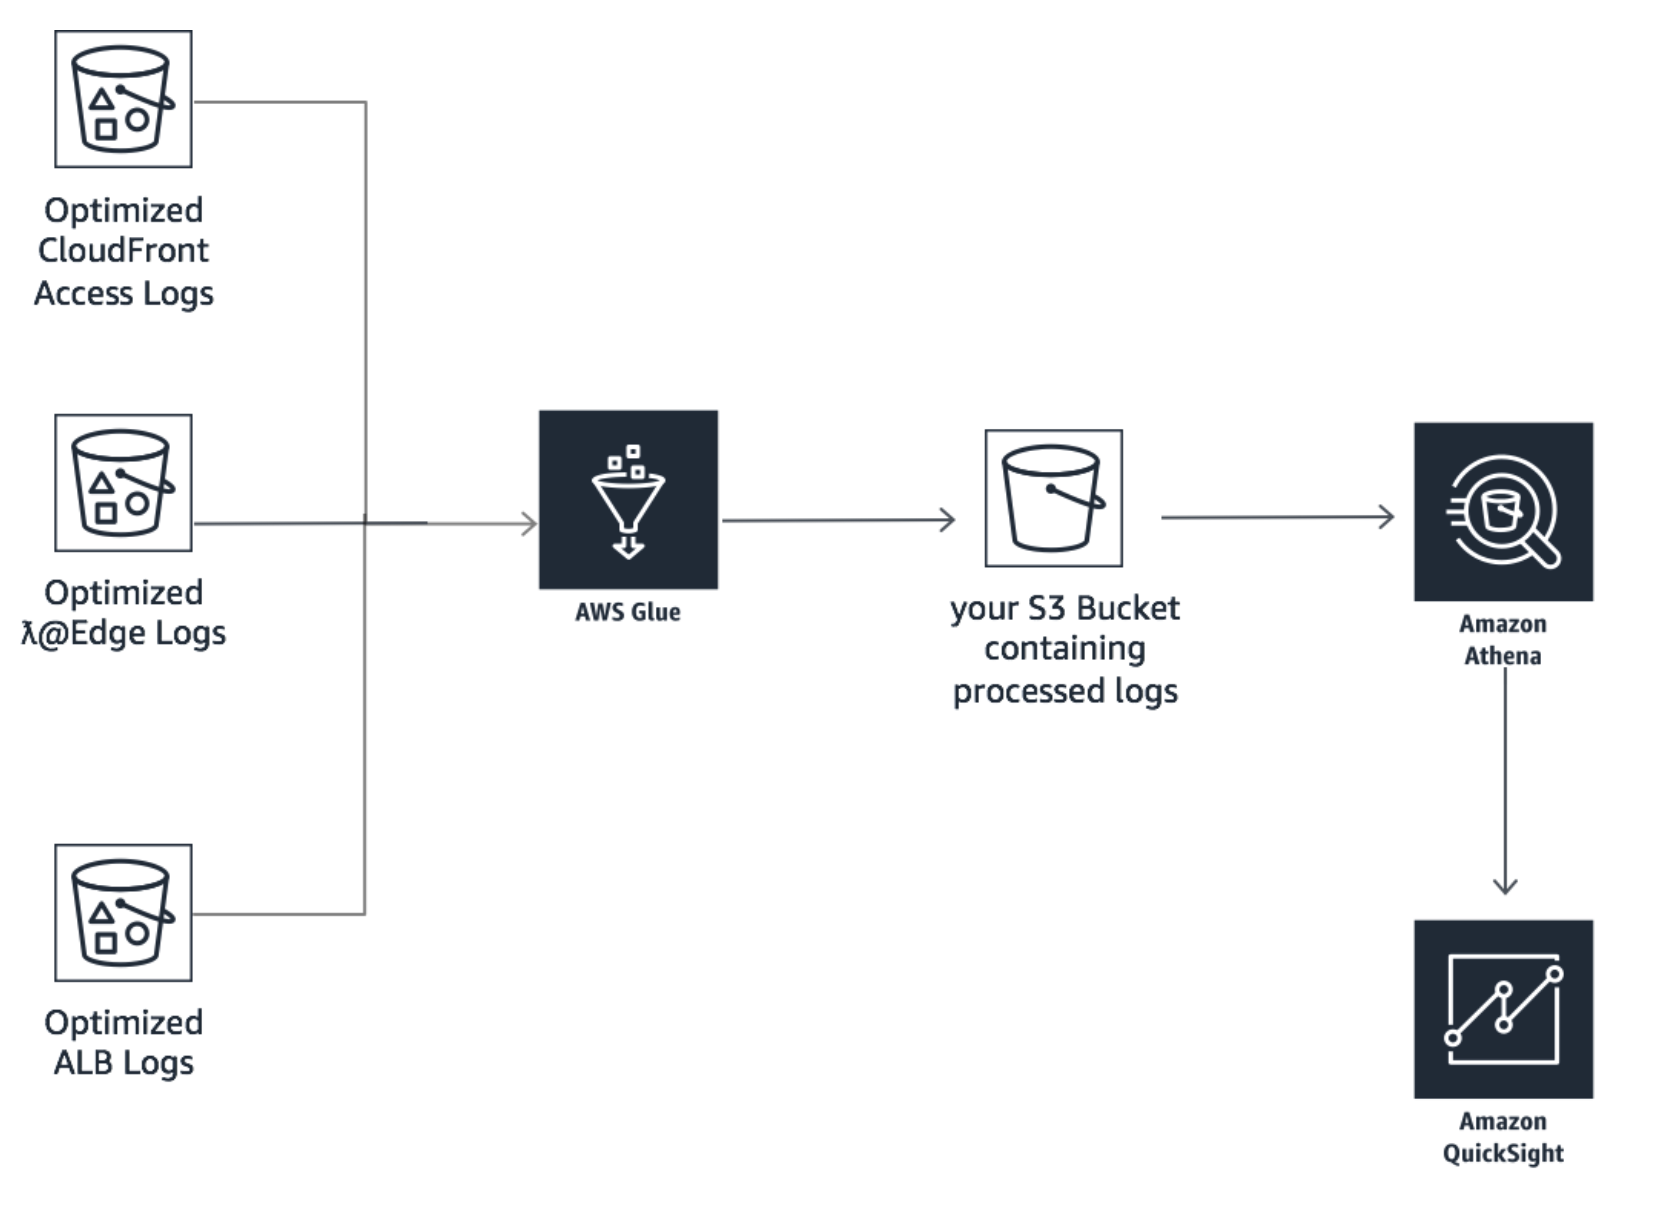 Optimized
CloudFront
Access Logs
Optimized
ƛ@Edge Logs
Optimized
ALB Logs
AWS Glue
your S3 Bucket
containing
processed logs
Amazon
Athena
Amazon
QuickSight